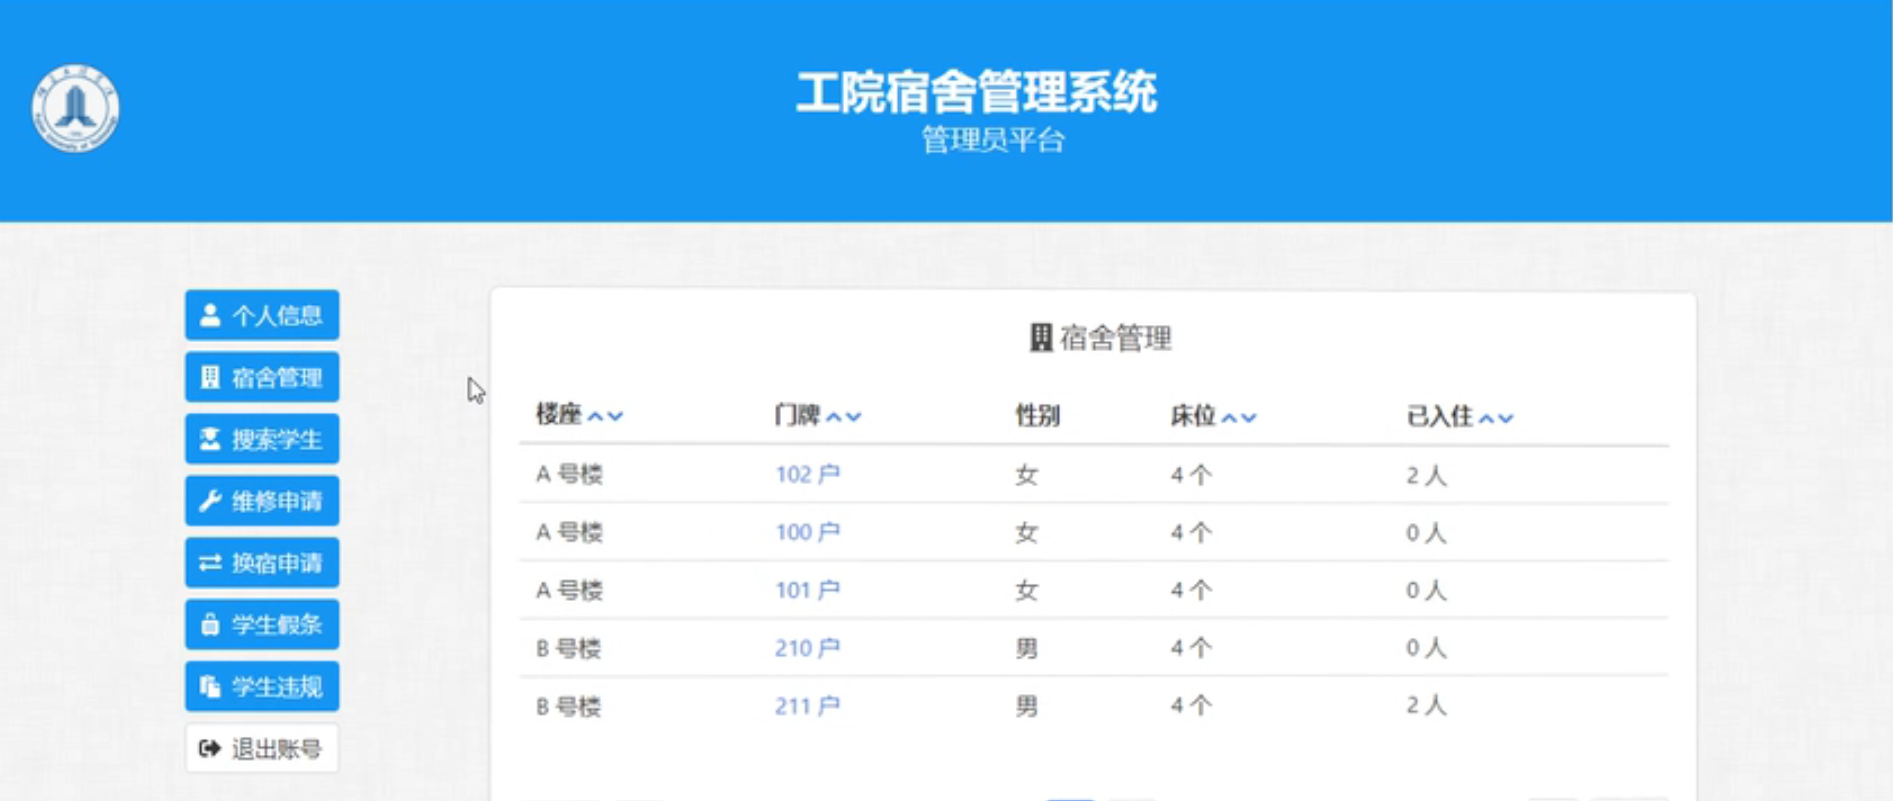 工院宿舍管理系统
管理员平台
个人信息
宿舍管理
搜索学生
维修申请
换宿申请
学生假条
学生违规
退出账号
宿舍管理
楼座 门牌 性别 床位 已入住
A 号楼 102 户 女 4 个 2 人
A 号楼 100 户 女 4 个 0 人
A 号楼 101 户 女 4 个 0 人
B 号楼 210 户 男 4 个 0 人
B 号楼 211 户 男 4 个 2 人